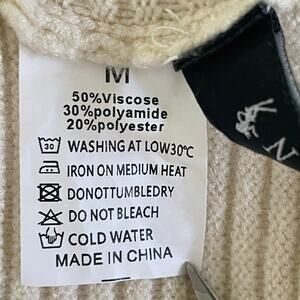 M
50%Viscose
30%polyamide
20%polyester
30 WASHING AT LOW30°C
IRON ON MEDIUM HEAT
DONOTTUMBLEDRY
DO NOT BLEACH
COLD WATER
MADE IN CHINA
N